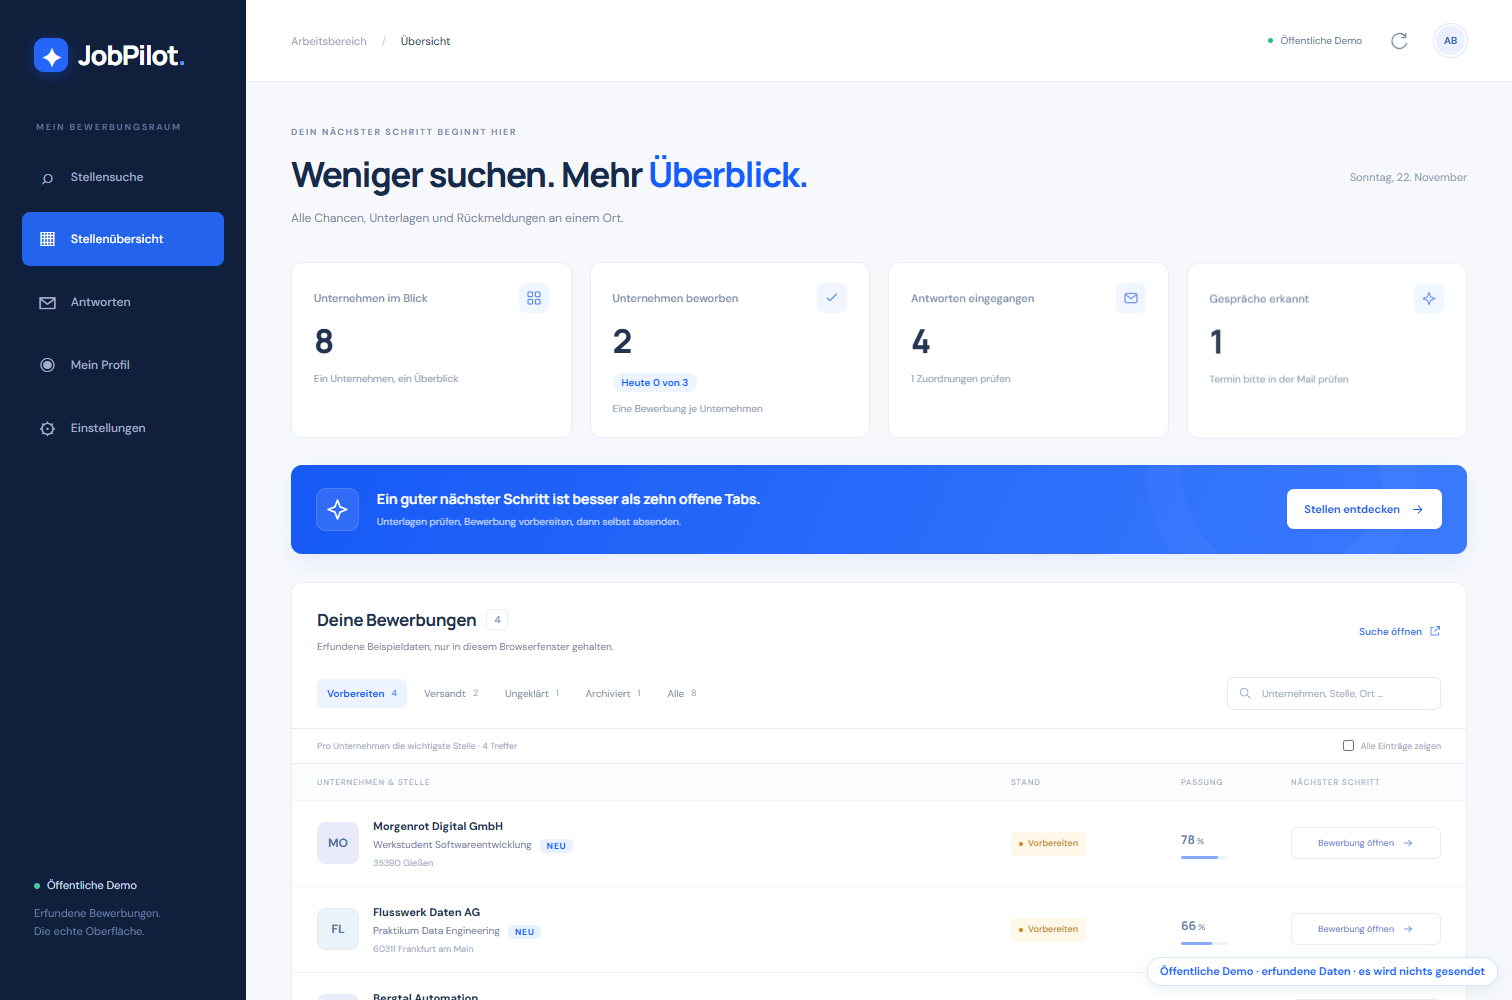 JobPilot.
MEIN BEWERBUNGSRAUM
Stellensuche
Stellenübersicht
Antworten
Mein Profil
Einstellungen
Öffentliche Demo
Erfundene Bewerbungen.
Die echte Oberfläche.
Arbeitsbereich / Übersicht
Öffentliche Demo
AB
DEIN NÄCHSTER SCHRITT BEGINNT HIER
Weniger suchen. Mehr Überblick.
Sonntag, 22. November
Alle Chancen, Unterlagen und Rückmeldungen an einem Ort.
Unternehmen im Blick
8
Ein Unternehmen, ein Überblick
Unternehmen beworben
2
Heute 0 von 3
Eine Bewerbung je Unternehmen
Antworten eingegangen
4
1 Zuordnungen prüfen
Gespräche erkannt
1
Termin bitte in der Mail prüfen
Ein guter nächster Schritt ist besser als zehn offene Tabs.
Unterlagen prüfen, Bewerbung vorbereiten, dann selbst absenden.
Stellen entdecken
Deine Bewerbungen 4
Erfundene Beispieldaten, nur in diesem Browserfenster gehalten.
Suche öffnen
Vorbereiten 4 Versandt 2 Ungeklärt 1 Archiviert 1 Alle 8
Unternehmen, Stelle, Ort ...
Pro Unternehmen die wichtigste Stelle · 4 Treffer
Alle Einträge zeigen
UNTERNEHMEN & STELLE STAND PASSUNG NÄCHSTER SCHRITT
MO
Morgenrot Digital GmbH
Werkstudent Softwareentwicklung NEU
35390 Gießen
Vorbereiten
78 %
Bewerbung öffnen
FL
Flusswerk Daten AG
Praktikum Data Engineering NEU
60311 Frankfurt am Main
Vorbereiten
66 %
Bewerbung öffnen
Öffentliche Demo · erfundene Daten · es wird nichts gesendet
Bergtal Automation